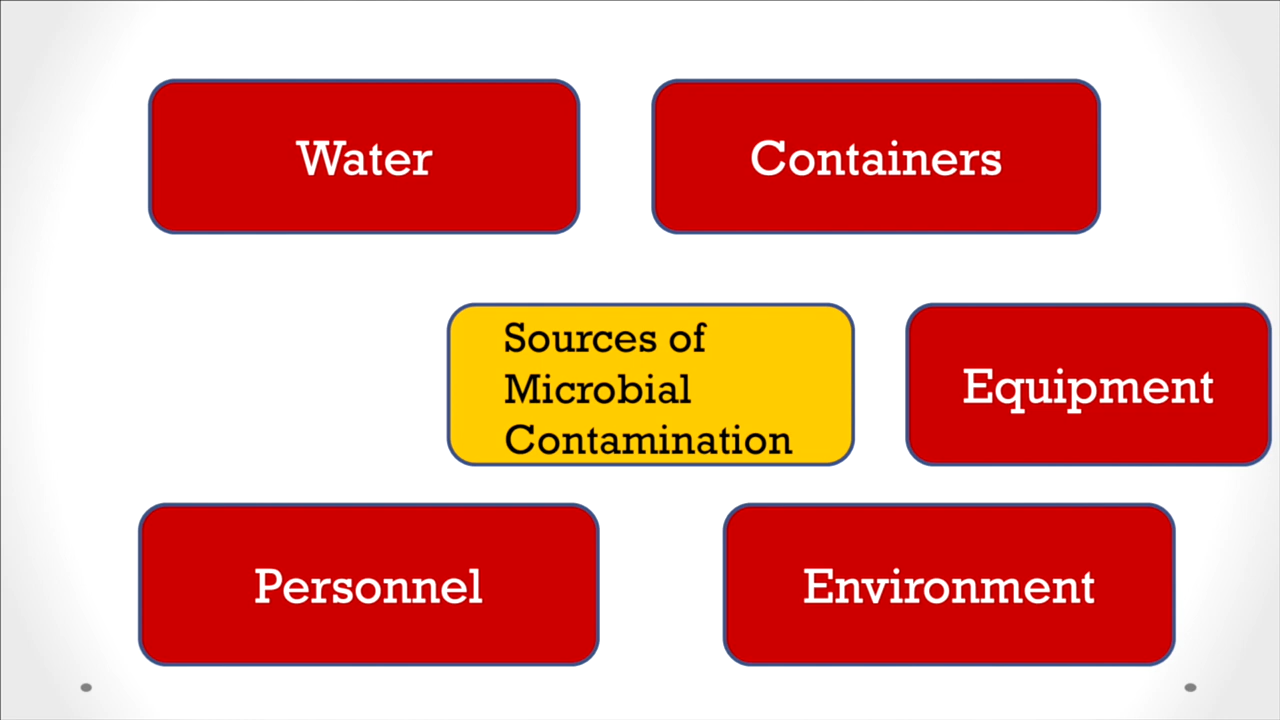 Water
Containers
Sources of
Microbial
Contamination
Equipment
Personnel
Environment